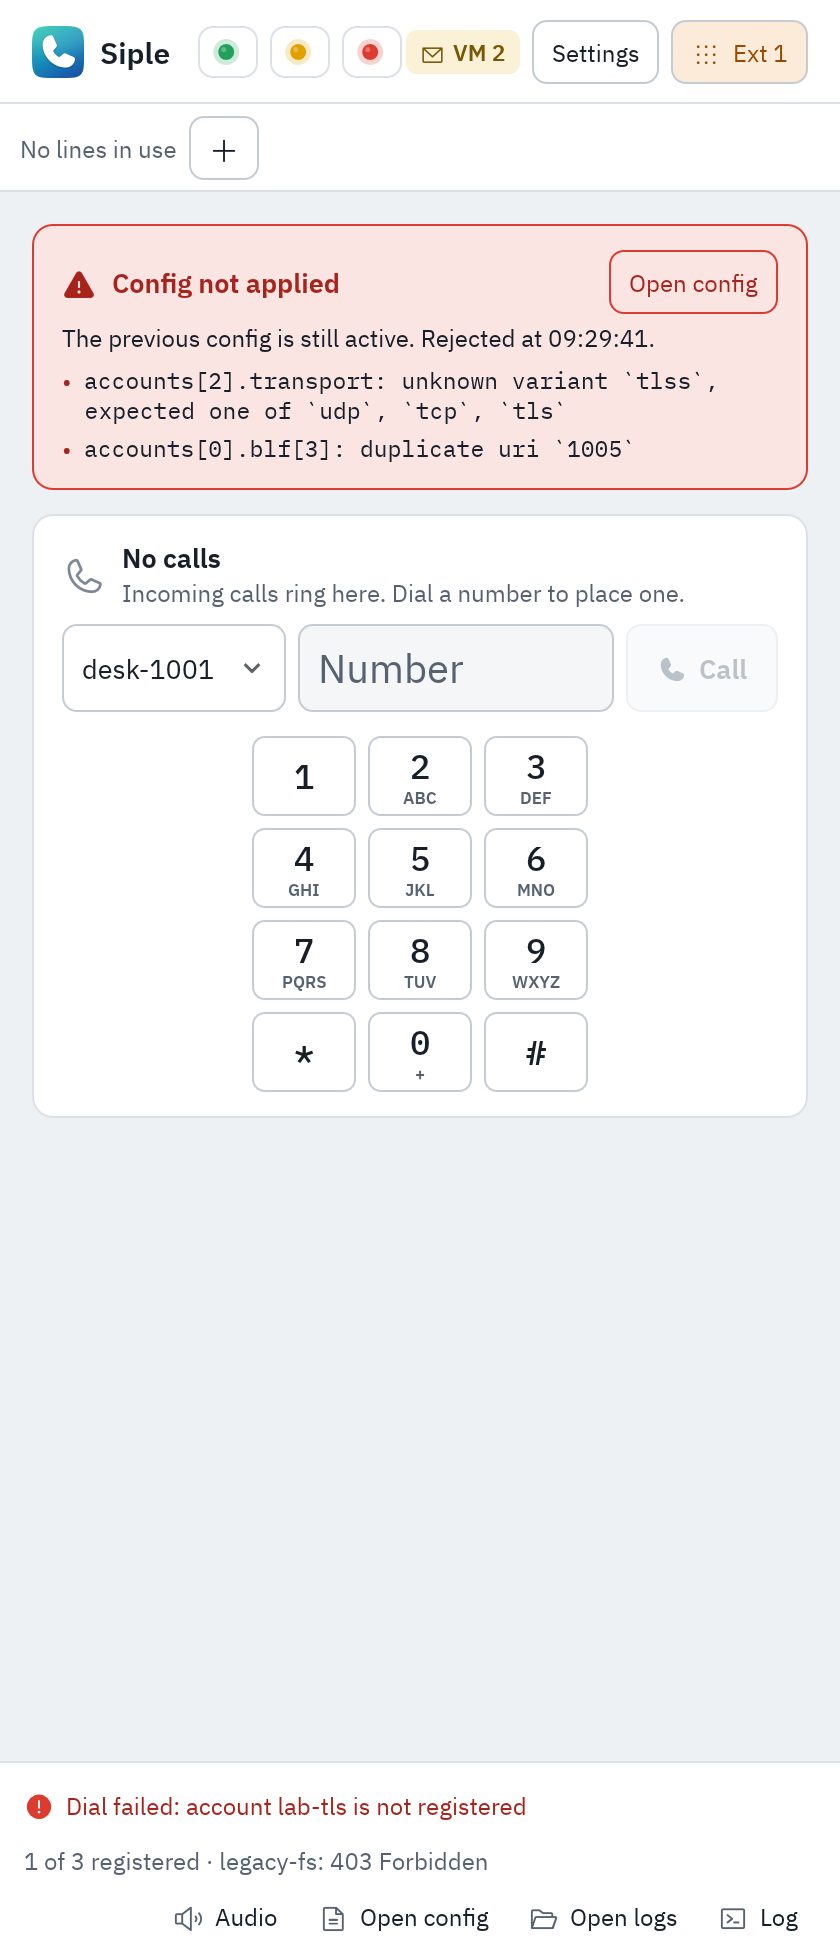 Siple
VM 2
Settings
Ext 1
No lines in use
Config not applied
Open config
The previous config is still active. Rejected at 09:29:41.
• accounts[2].transport: unknown variant `tlss`,
expected one of `udp`, `tcp`, `tls`
• accounts[0].blf[3]: duplicate uri `1005`
No calls
Incoming calls ring here. Dial a number to place one.
desk-1001
Number
Call
1
2
ABC
3
DEF
4
GHI
5
JKL
6
MNO
7
PQRS
8
TUV
9
WXYZ
*
0
+
#
Dial failed: account lab-tls is not registered
1 of 3 registered · legacy-fs: 403 Forbidden
Audio
Open config
Open logs
Log